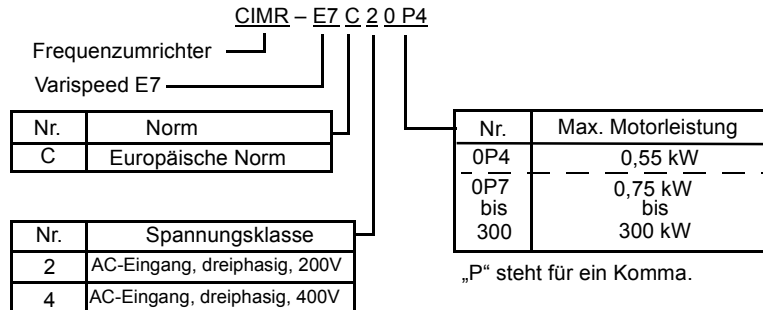 CIMR – E7 C 2 0 P4
Frequenzumrichter
Varispeed E7
Nr. Norm
C Europäische Norm
Nr. Spannungsklasse
2 AC-Eingang, dreiphasig, 200V
4 AC-Eingang, dreiphasig, 400V
Nr. Max. Motorleistung
0P4 0,55 kW
0P7 0,75 kW
bis bis
300 300 kW
„P“ steht für ein Komma.